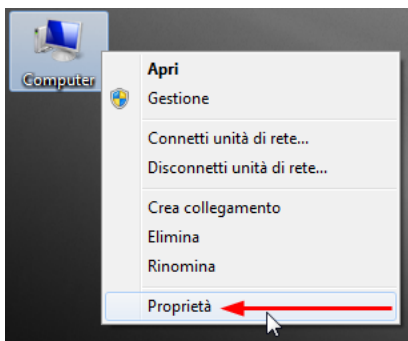 Computer
Apri
Gestione
Connetti unità di rete...
Disconnetti unità di rete...
Crea collegamento
Elimina
Rinomina
Proprietà